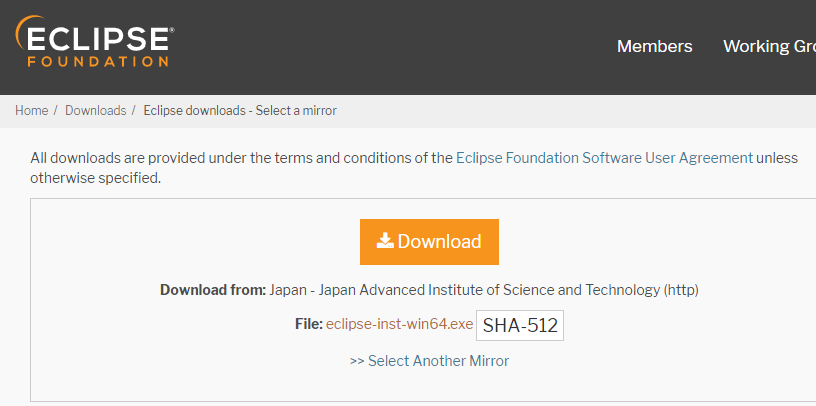 ECLIPSE®
FOUNDATION
Members Working Gro
Home / Downloads / Eclipse downloads - Select a mirror
All downloads are provided under the terms and conditions of the Eclipse Foundation Software User Agreement unless
otherwise specified.
Download
Download from: Japan - Japan Advanced Institute of Science and Technology (http)
File: eclipse-inst-win64.exe SHA-512
>> Select Another Mirror